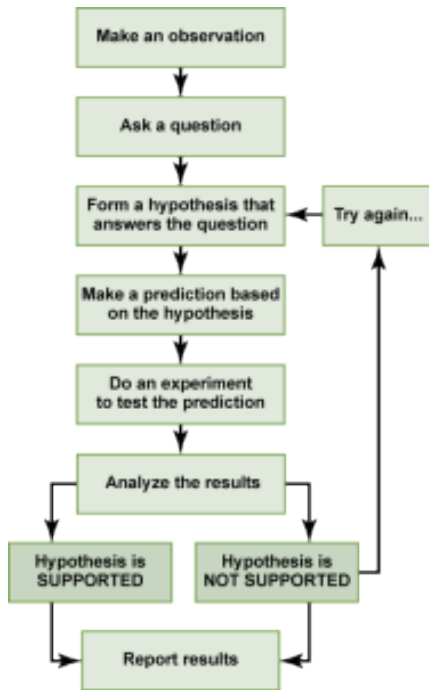 Make an observation
Ask a question
Form a hypothesis that
answers the question
Try again...
Make a prediction based
on the hypothesis
Do an experiment
to test the prediction
Analyze the results
Hypothesis is
SUPPORTED
Hypothesis is
NOT SUPPORTED
Report results